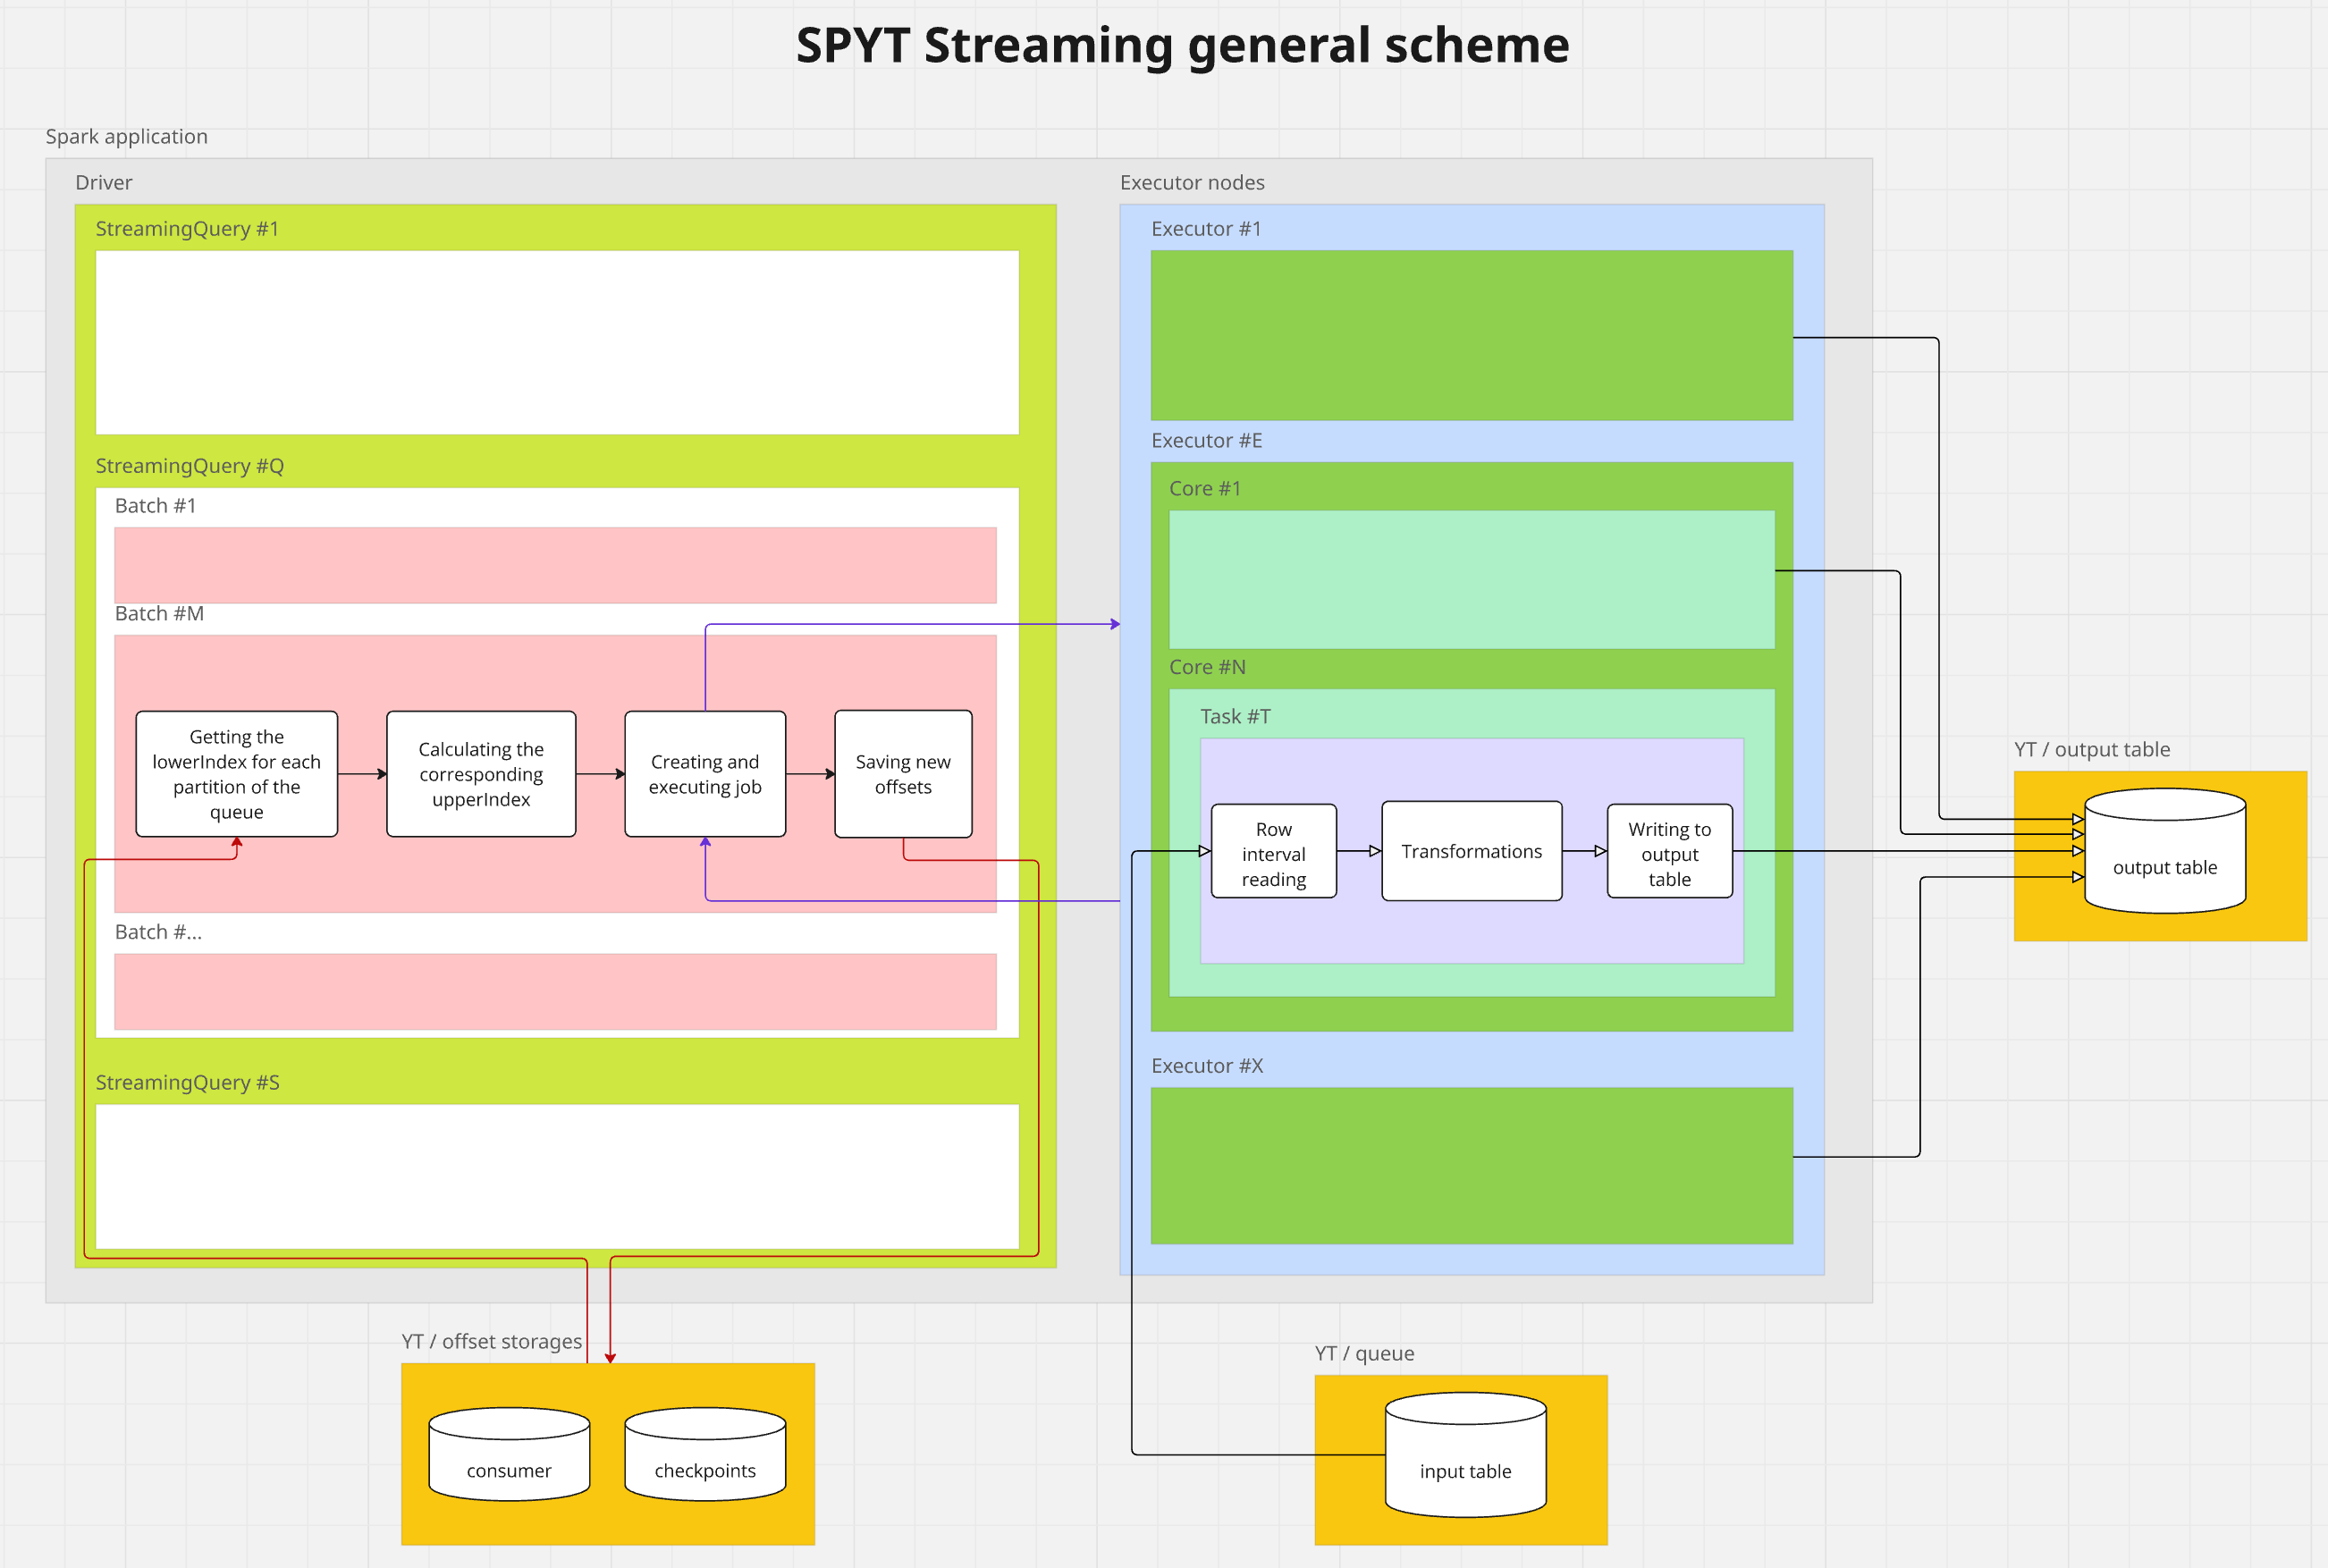 SPYT Streaming general scheme
Spark application
Driver
StreamingQuery #1
StreamingQuery #Q
Batch #1
Batch #M
Getting the
lowerIndex for each
partition of the
queue
Calculating the
corresponding
upperIndex
Creating and
executing job
Saving new
offsets
Batch #...
StreamingQuery #S
Executor nodes
Executor #1
Executor #E
Core #1
Core #N
Task #T
Row
interval
reading
Transformations
Writing to
output
table
Executor #X
YT / output table
output table
YT / offset storages
consumer
checkpoints
YT / queue
input table